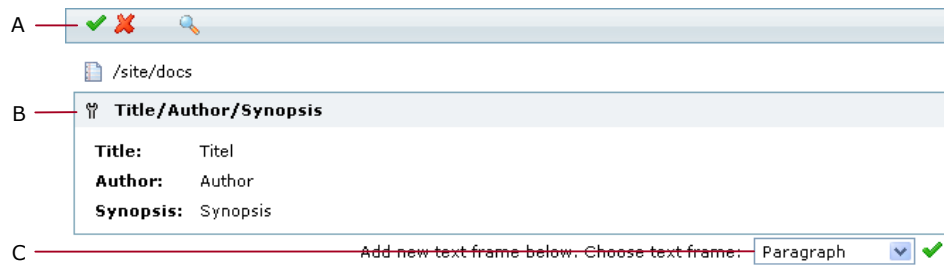 A
/site/docs
B Title/Author/Synopsis
Title: Titel
Author: Author
Synopsis: Synopsis
C Add new text frame below. Choose text frame: Paragraph